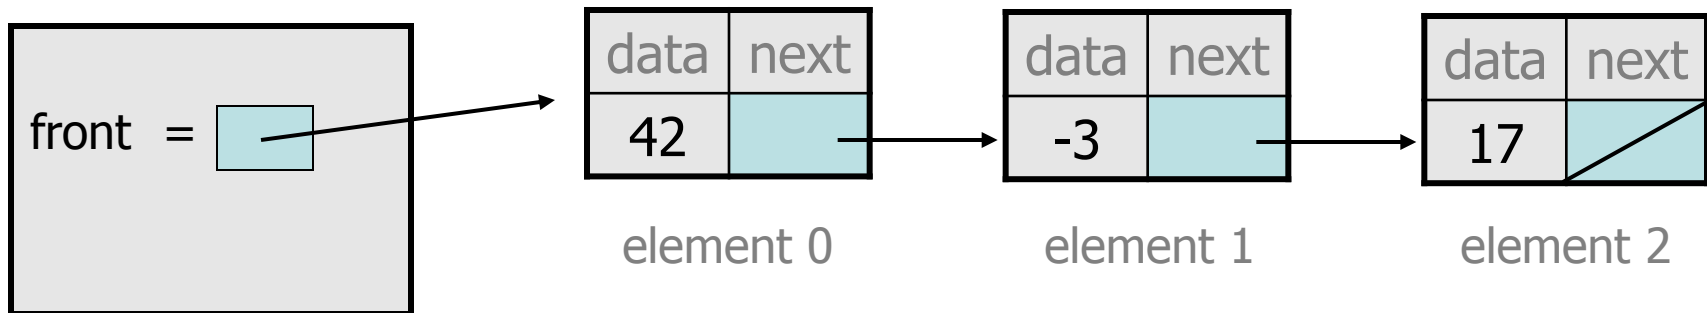 front =
data next
42
element 0
data next
-3
element 1
data next
17
element 2